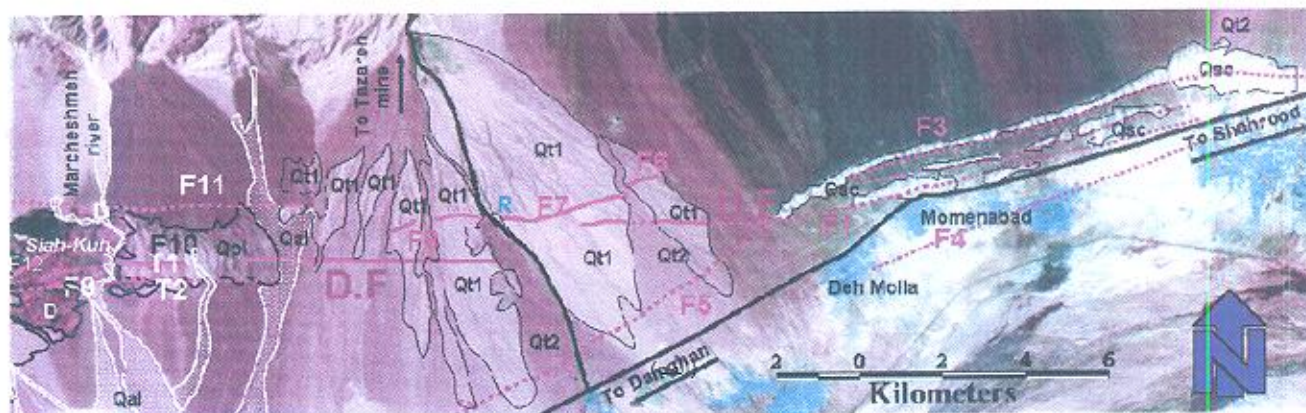 Qt2
Qsc
Marcheshmeh
river
To Taza're
mine
F3
Qt1
Qsc
To Shahrood
F6
F11
Qt1
Qt1
Qt1
Qt1
Qt1
Qsc
R
F7
Qt1
F1
Momenabad
Qal
Siah-Kuh
F10
Qpl
F4
Qt1
Qt2
F9
T2
D.F
Qt1
F5
Deh Molla
D
Qt2
To Damghan
2 0 2 4 6
Kilometers
Qal
N